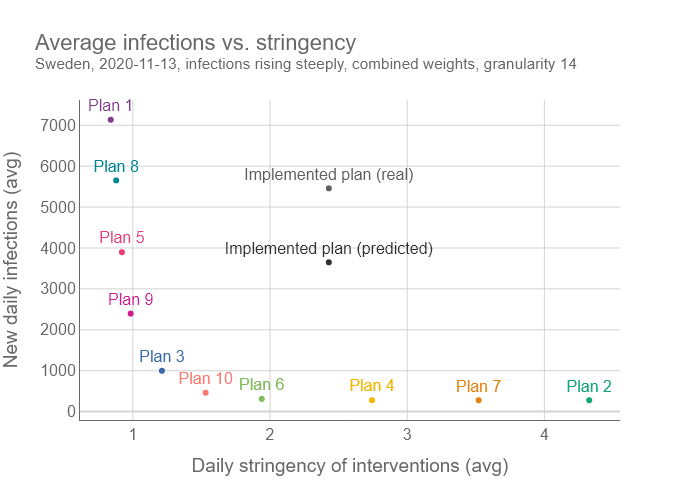 Average infections vs. stringency
Sweden, 2020-11-13, infections rising steeply, combined weights, granularity 14
Plan 1
7000
Plan 8
6000
Implemented plan (real)
5000
Plan 5
4000
Implemented plan (predicted)
3000
Plan 9
2000
Plan 3
1000
Plan 10
Plan 6
Plan 4
Plan 7
Plan 2
0
1
2
3
4
New daily infections (avg)
Daily stringency of interventions (avg)